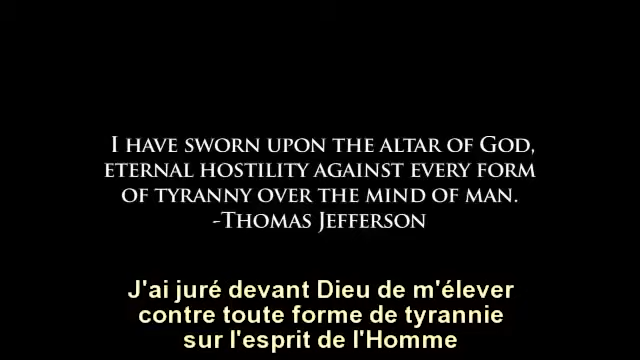 I HAVE SWORN UPON THE ALTAR OF GOD,
ETERNAL HOSTILITY AGAINST EVERY FORM
OF TYRANNY OVER THE MIND OF MAN.
-THOMAS JEFFERSON
J'ai juré devant Dieu de m'élever
contre toute forme de tyrannie
sur l'esprit de l'Homme